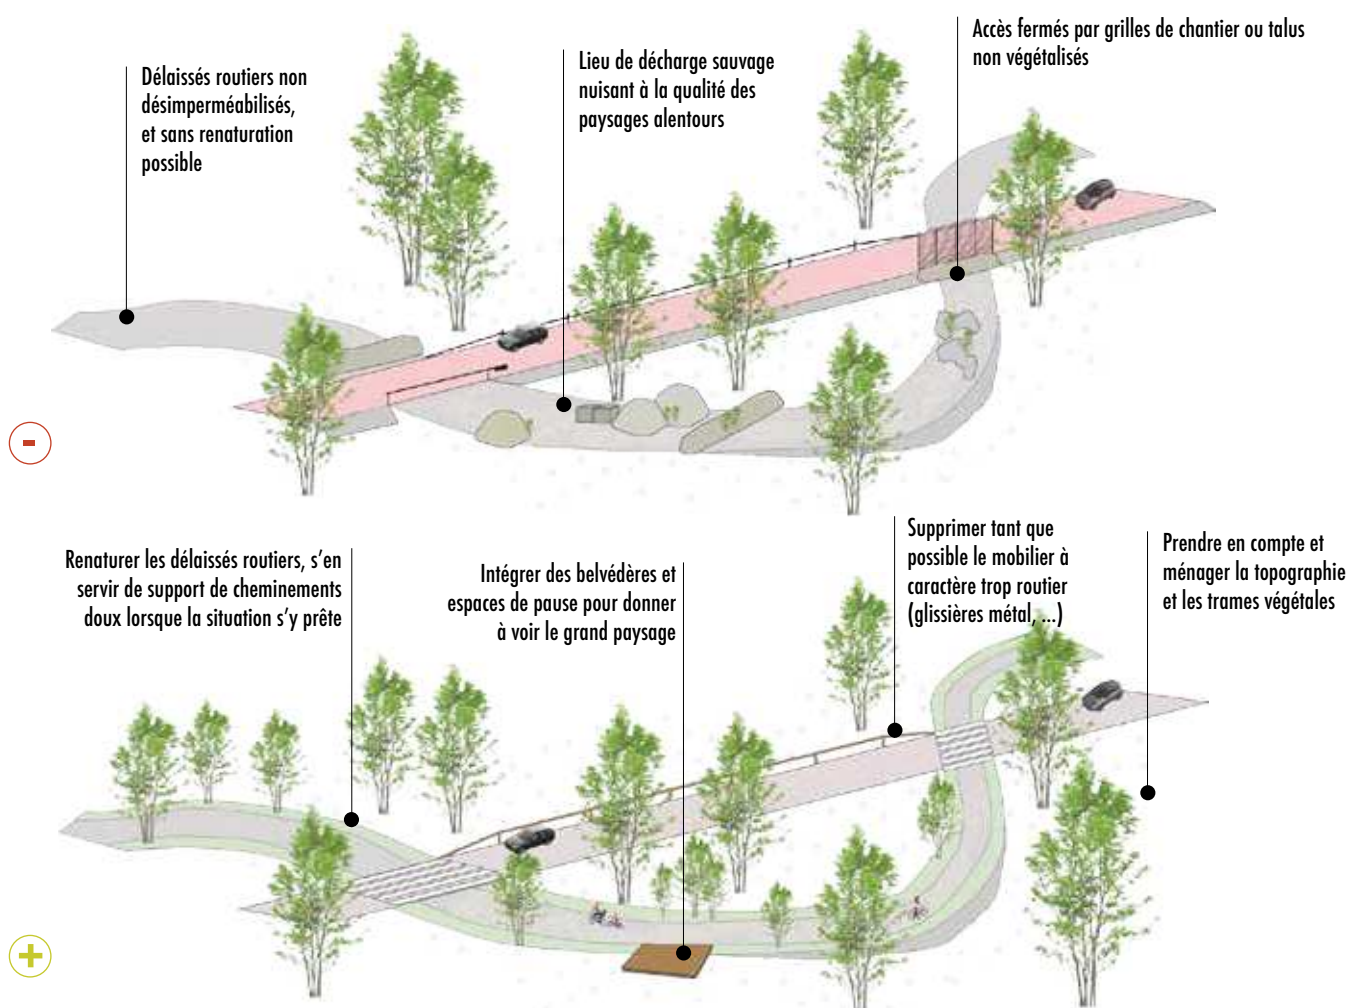 Délaissés routiers non
désimperméabilisés,
et sans renaturation
possible
Lieu de décharge sauvage
nuisant à la qualité des
paysages alentours
Accès fermés par grilles de chantier ou talus
non végétalisés
-
Renaturer les délaissés routiers, s’en
servir de support de cheminements
doux lorsque la situation s’y prête
Intégrer des belvédères et
espaces de pause pour donner
à voir le grand paysage
Supprimer tant que
possible le mobilier à
caractère trop routier
(glissières métal, ...)
Prendre en compte et
ménager la topographie
et les trames végétales
+